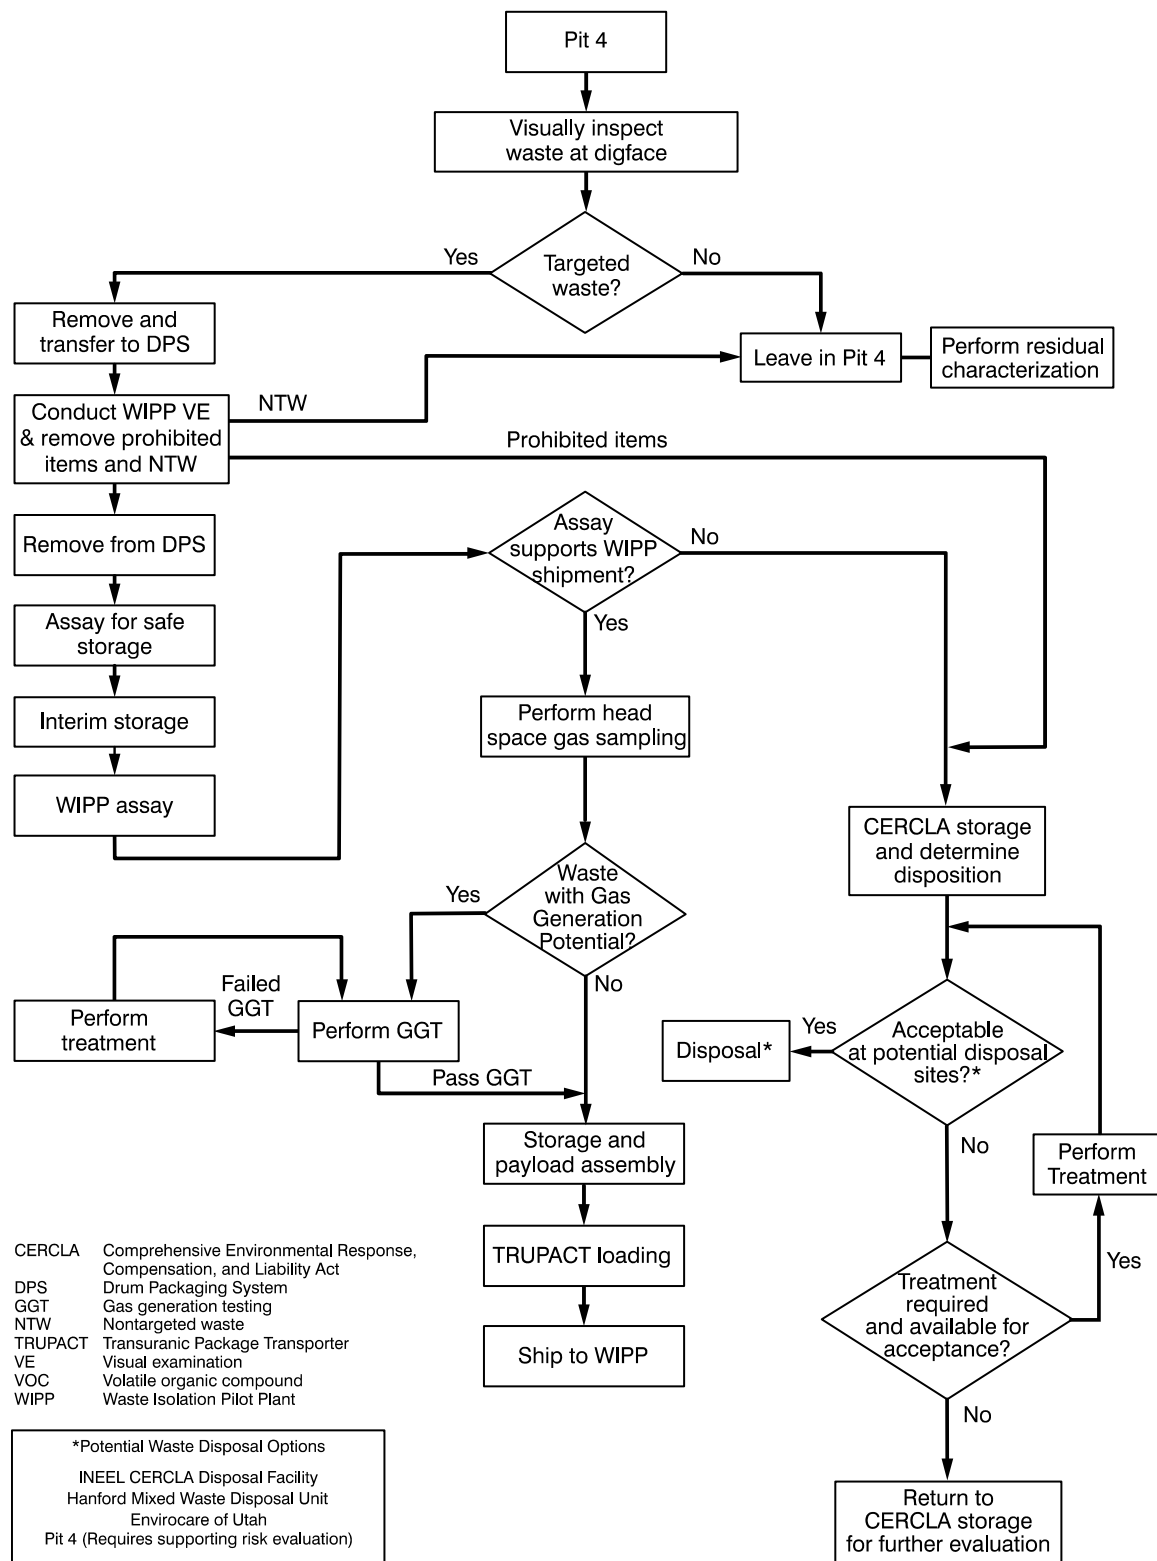 Pit 4
Visually inspect
waste at digface
Yes
Targeted
waste?
No
Remove and
transfer to DPS
Leave in Pit 4
Perform residual
characterization
Conduct WIPP VE
& remove prohibited
items and NTW
NTW
Prohibited items
Remove from DPS
Assay
supports WIPP
shipment?
No
Yes
Assay for safe
storage
Interim storage
Perform head
space gas sampling
WIPP assay
CERCLA storage
and determine
disposition
Yes
Waste
with Gas
Generation
Potential?
No
Failed
GGT
Perform
treatment
Perform GGT
Pass GGT
Disposal*
Yes
Acceptable
at potential disposal
sites?*
No
Storage and
payload assembly
Perform
Treatment
TRUPACT loading
Yes
Treatment
required
and available for
acceptance?
No
Ship to WIPP
Return to
CERCLA storage
for further evaluation
CERCLA Comprehensive Environmental Response,
Compensation, and Liability Act
DPS Drum Packaging System
GGT Gas generation testing
NTW Nontargeted waste
TRUPACT Transuranic Package Transporter
VE Visual examination
VOC Volatile organic compound
WIPP Waste Isolation Pilot Plant
*Potential Waste Disposal Options
INEEL CERCLA Disposal Facility
Hanford Mixed Waste Disposal Unit
Envirocare of Utah
Pit 4 (Requires supporting risk evaluation)